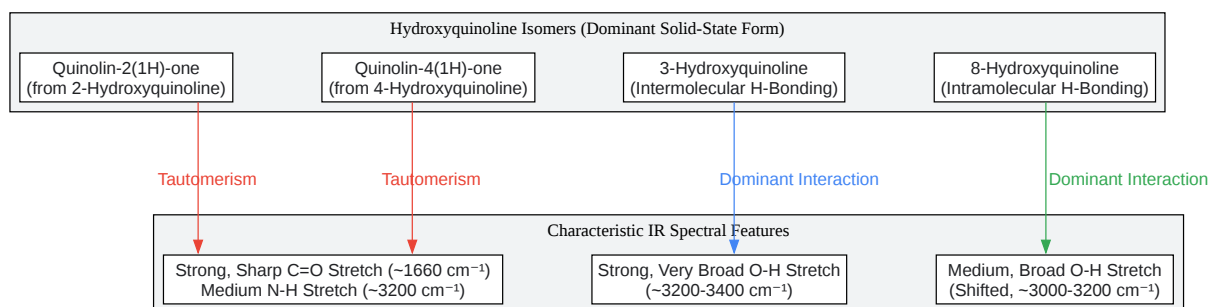 Hydroxyquinoline Isomers (Dominant Solid-State Form)
Quinolin-2(1H)-one
(from 2-Hydroxyquinoline)
Quinolin-4(1H)-one
(from 4-Hydroxyquinoline)
3-Hydroxyquinoline
(Intermolecular H-Bonding)
8-Hydroxyquinoline
(Intramolecular H-Bonding)
Tautomerism
Tautomerism
Dominant Interaction
Dominant Interaction
Characteristic IR Spectral Features
Strong, Sharp C=O Stretch (~1660 cm⁻¹)
Medium N-H Stretch (~3200 cm⁻¹)
Strong, Very Broad O-H Stretch
(~3200-3400 cm⁻¹)
Medium, Broad O-H Stretch
(Shifted, ~3000-3200 cm⁻¹)